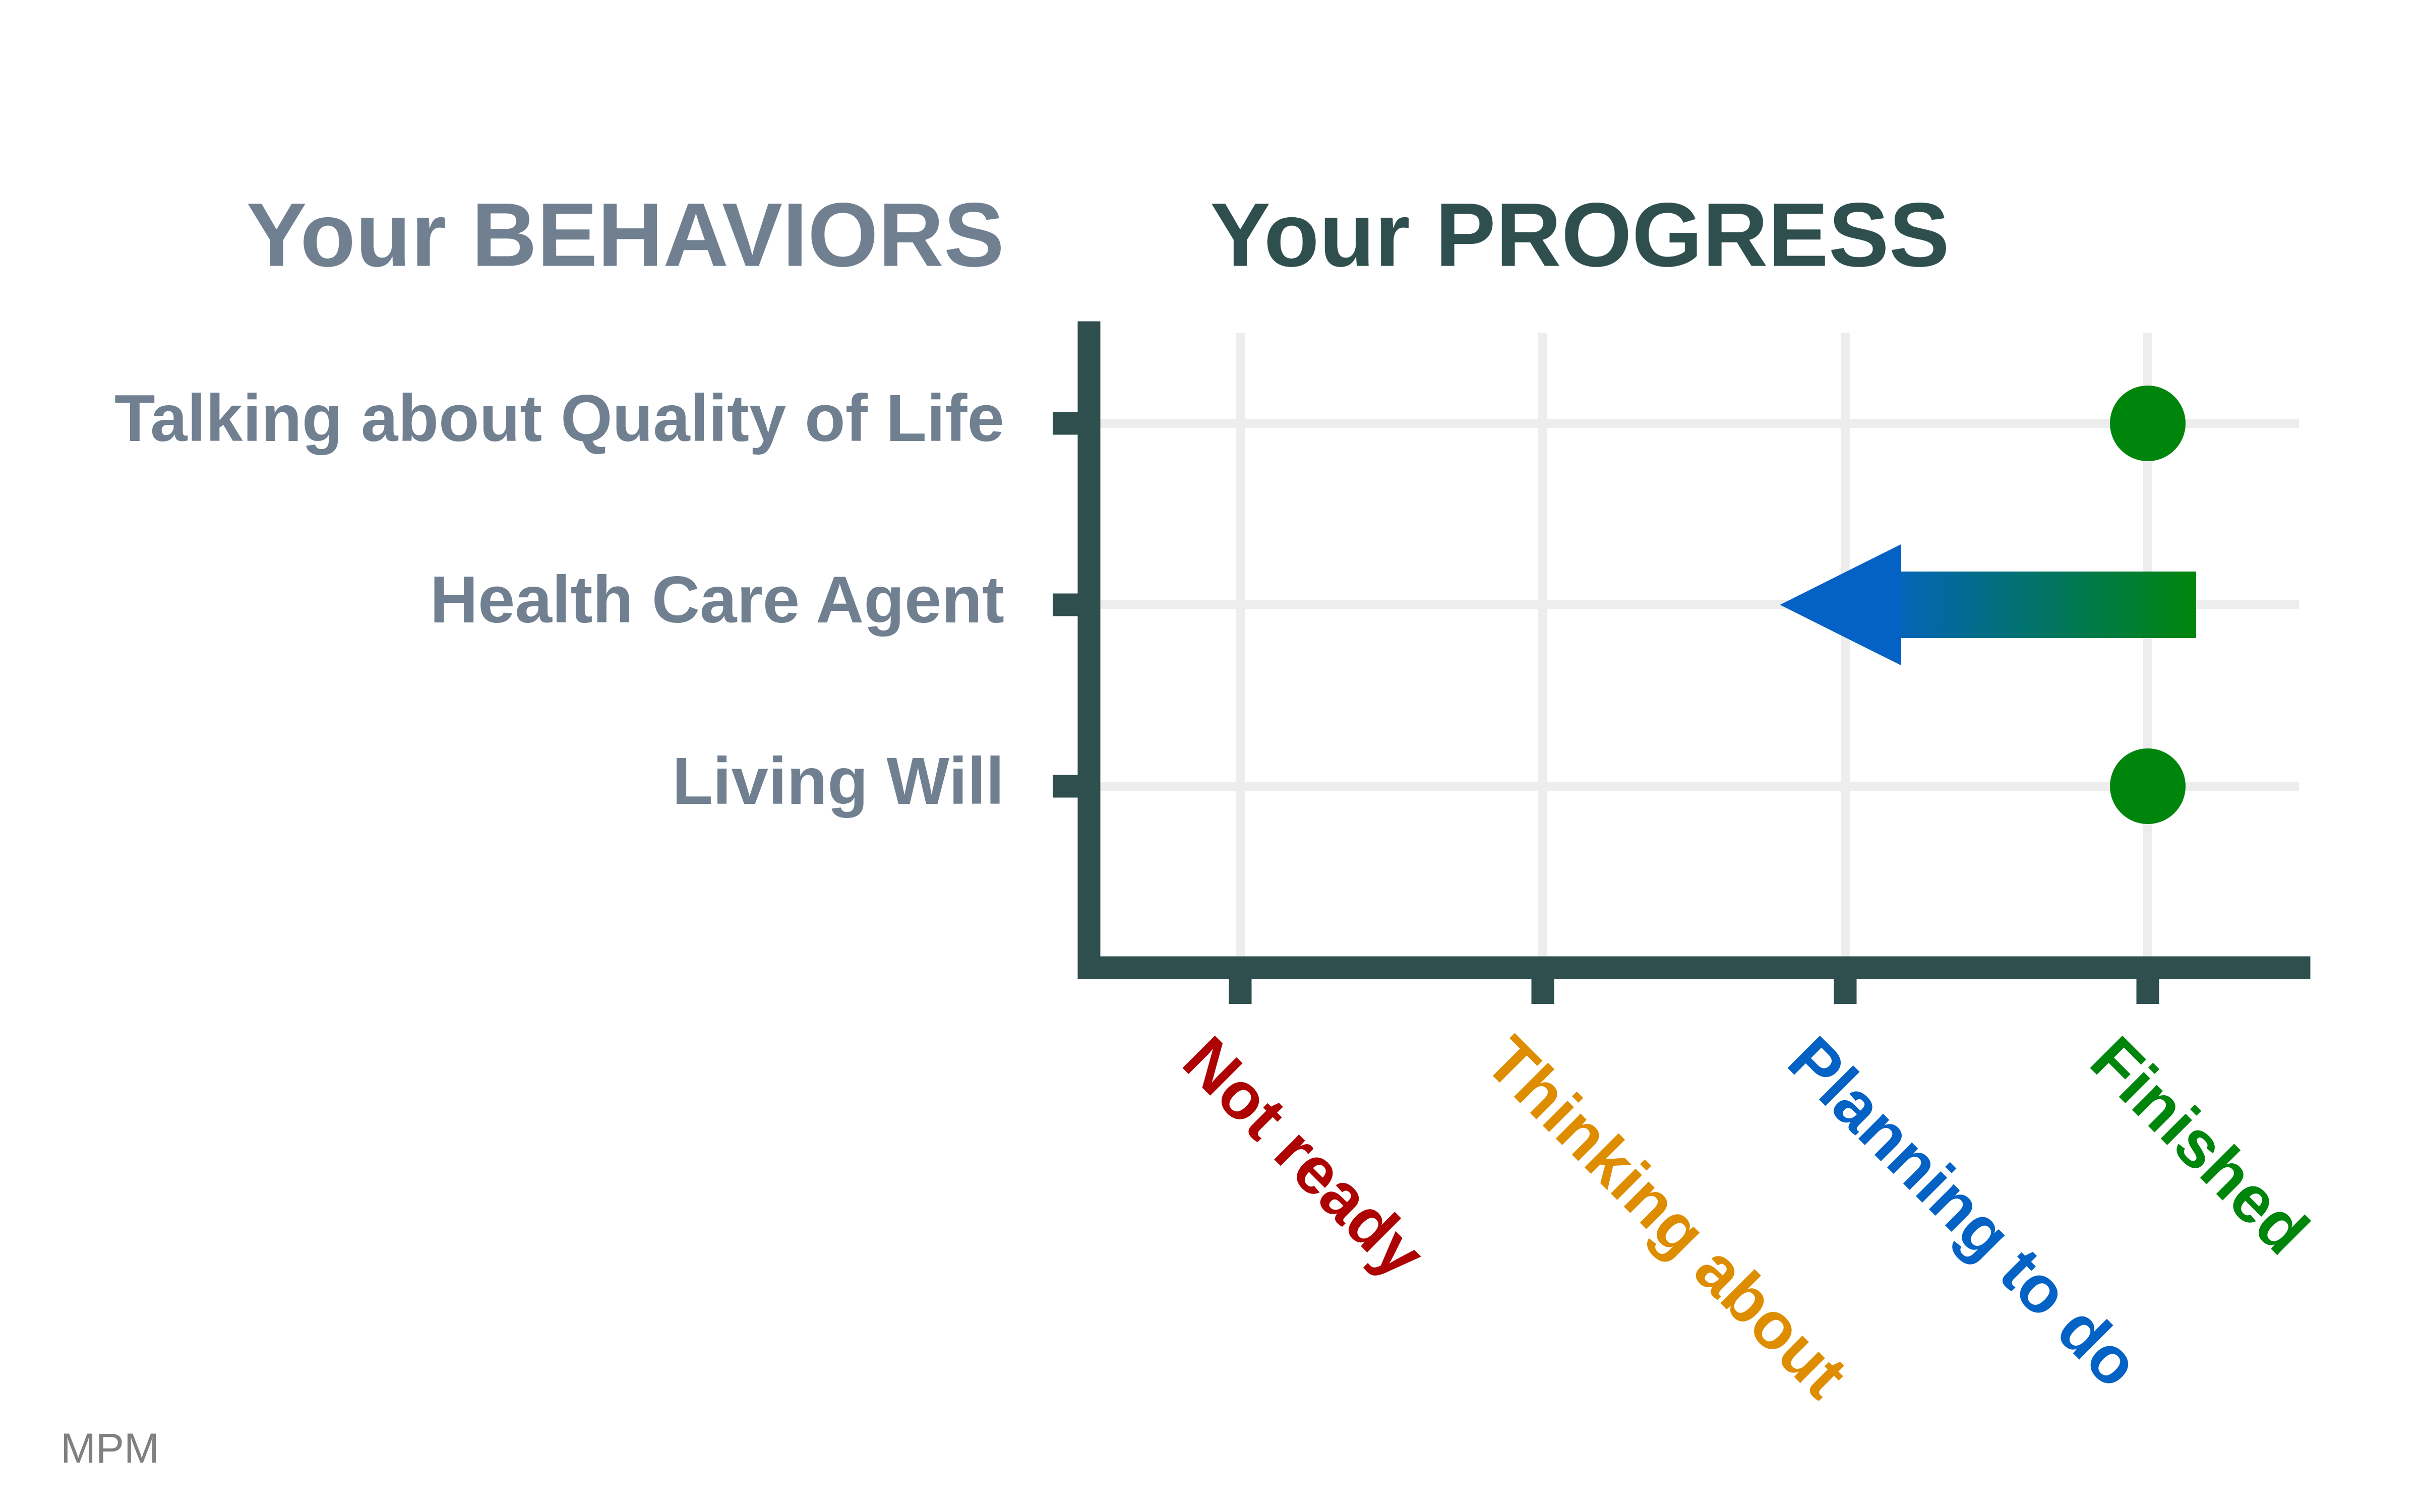 Your BEHAVIORS
Your PROGRESS
Talking about Quality of Life
Health Care Agent
Living Will
Not ready
Thinking about
Planning to do
Finished
MPM